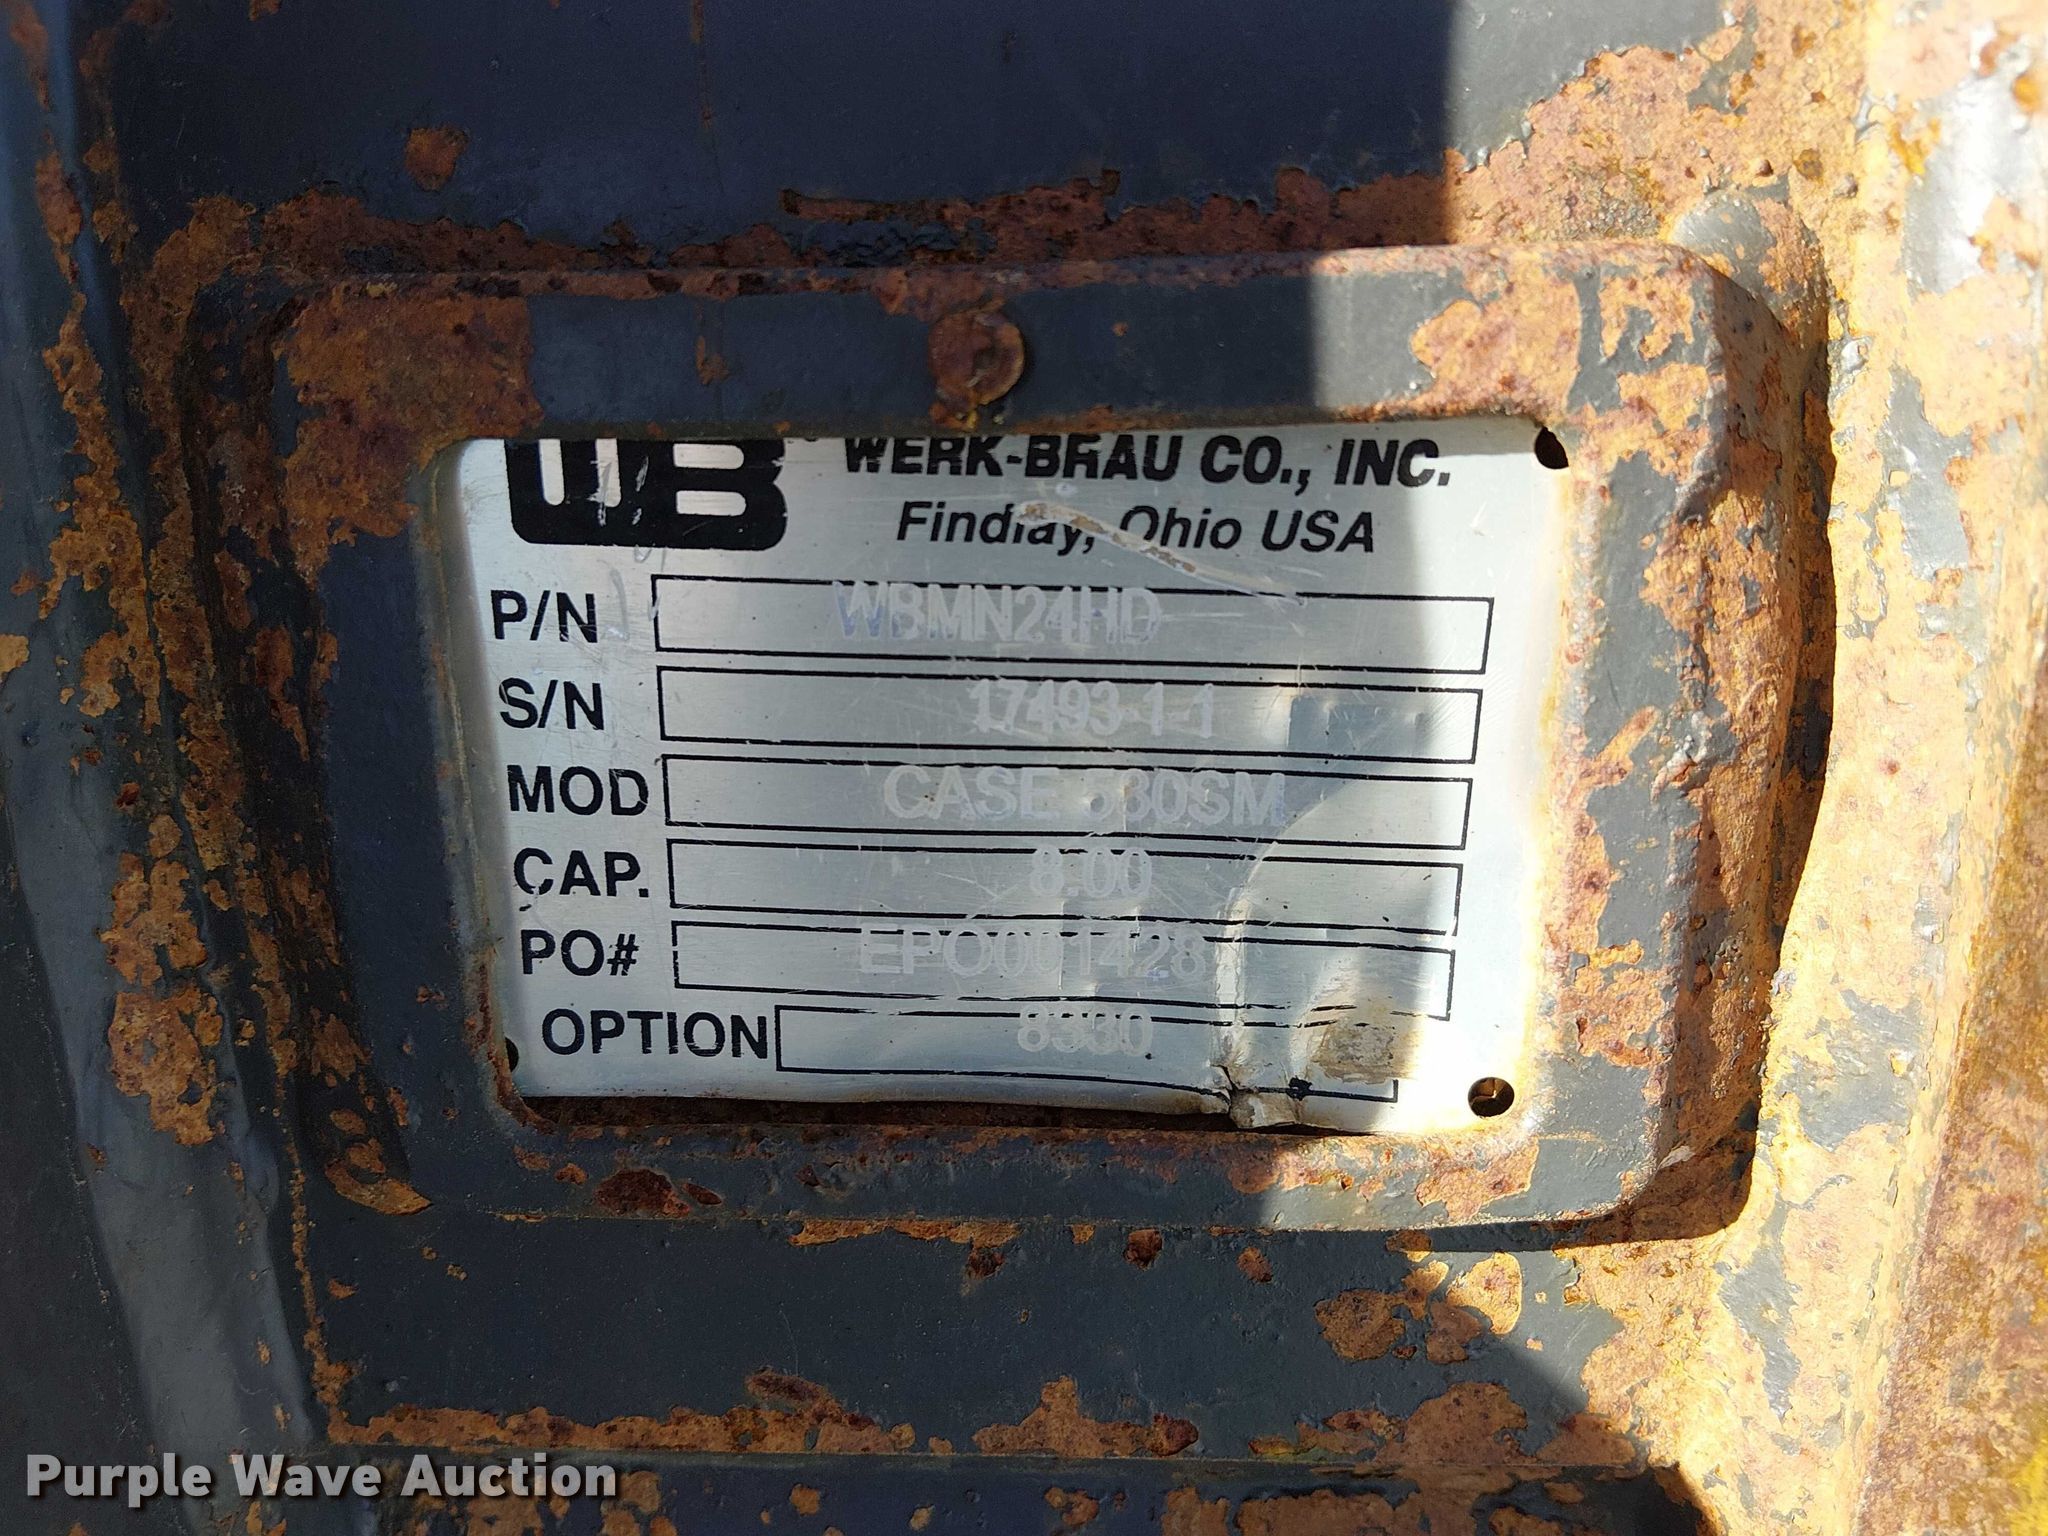 WB WERK-BRAU CO., INC.
Findlay, Ohio USA
P/N WBMN24HD
S/N 17493-1-1
MOD CASE 580SM
CAP. 8.00
PO# EPO001428
OPTION 8330
Purple Wave Auction